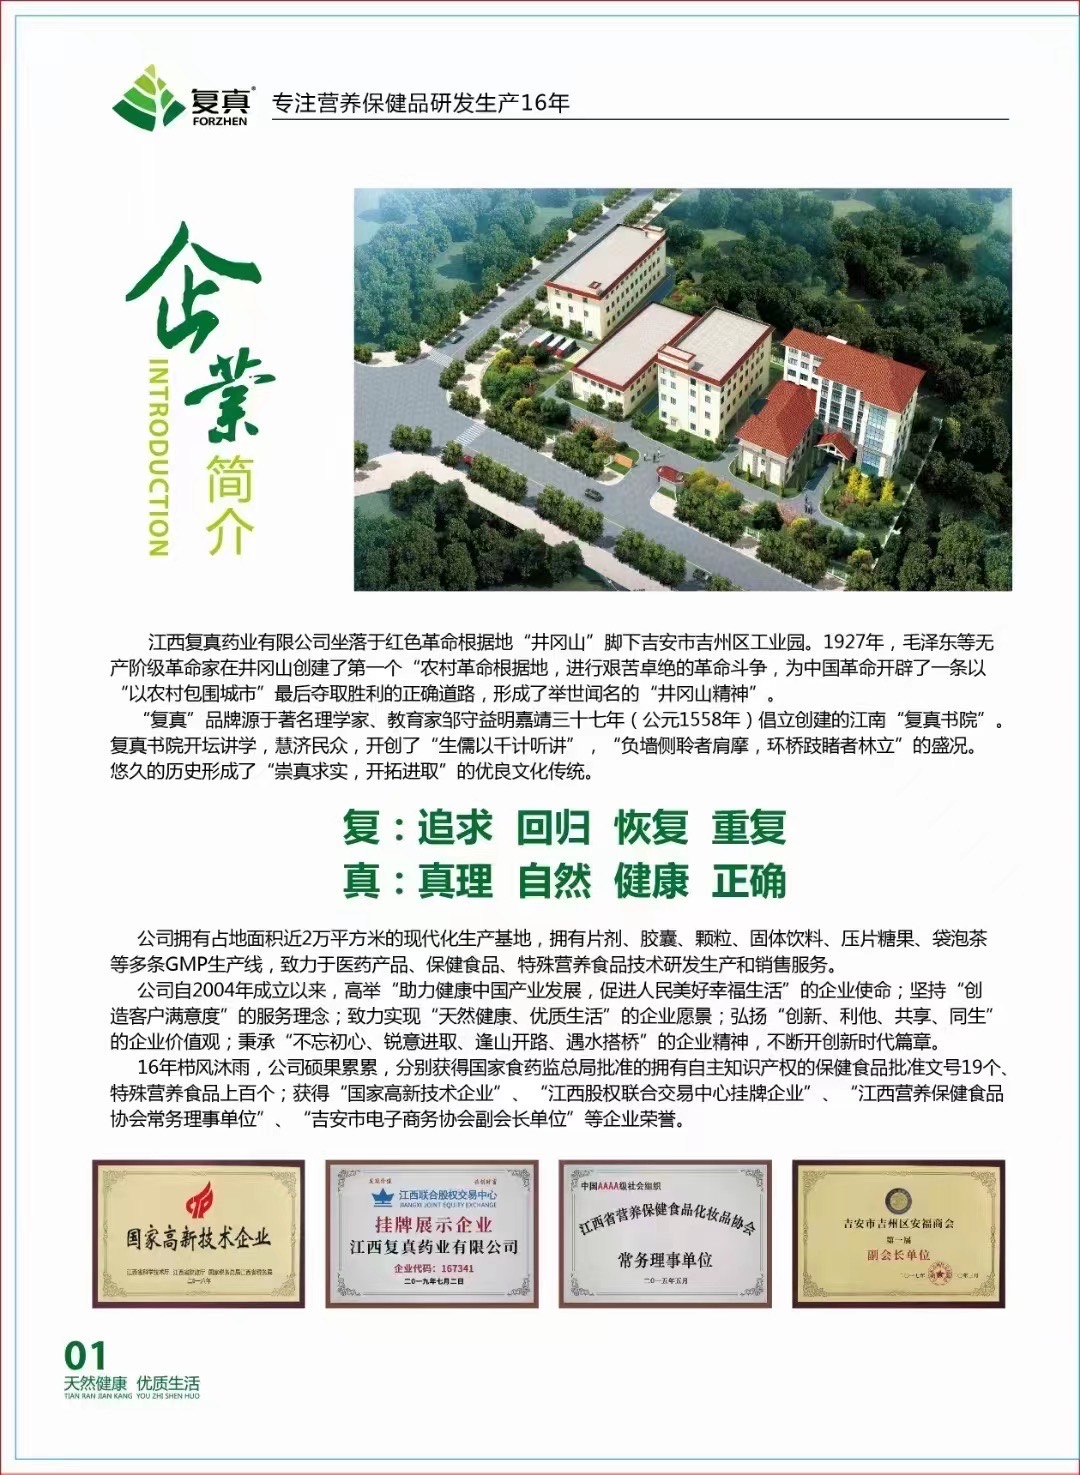 复真®
FORZHEN
专注营养保健品研发生产16年
企业
简介
INTRODUCTION
江西复真药业有限公司坐落于红色革命根据地“井冈山”脚下吉安市吉州区工业园。1927年，毛泽东等无
产阶级革命家在井冈山创建了第一个“农村革命根据地，进行艰苦卓绝的革命斗争，为中国革命开辟了一条以
“以农村包围城市”最后夺取胜利的正确道路，形成了举世闻名的“井冈山精神”。
“复真”品牌源于著名理学家、教育家邹守益明嘉靖三十七年（公元1558年）倡立创建的江南“复真书院”。
复真书院开坛讲学，慧济民众，开创了“生儒以千计听讲”，“负墙侧聆者肩摩，环桥跂睹者林立”的盛况。
悠久的历史形成了“崇真求实，开拓进取”的优良文化传统。
复：追求 回归 恢复 重复
真：真理 自然 健康 正确
公司拥有占地面积近2万平方米的现代化生产基地，拥有片剂、胶囊、颗粒、固体饮料、压片糖果、袋泡茶
等多条GMP生产线，致力于医药产品、保健食品、特殊营养食品技术研发生产和销售服务。
公司自2004年成立以来，高举“助力健康中国产业发展，促进人民美好幸福生活”的企业使命；坚持“创
造客户满意度”的服务理念；致力实现“天然健康、优质生活”的企业愿景；弘扬“创新、利他、共享、同生”
的企业价值观；秉承“不忘初心、锐意进取、逢山开路、遇水搭桥”的企业精神，不断开创新时代篇章。
16年栉风沐雨，公司硕果累累，分别获得国家食药监总局批准的拥有自主知识产权的保健食品批准文号19个、
特殊营养食品上百个；获得“国家高新技术企业”、“江西股权联合交易中心挂牌企业”、“江西营养保健食品
协会常务理事单位”、“吉安市电子商务协会副会长单位”等企业荣誉。
国家高新技术企业
江西省科学技术厅 江西省财政厅 国家税务总局江西省税务局
二〇一八年
江西联合股权交易中心
JIANGXI JOINT EQUITY EXCHANGE
挂牌展示企业
江西复真药业有限公司
企业代码：167341
二〇一九年七月二日
中国AAAA级社会组织
江西省营养保健食品化妆品协会
常务理事单位
二〇一五年五月
吉安市吉州区安福商会
第一届
副会长单位
01
天然健康 优质生活
TIAN RAN JIAN KANG YOU ZHI SHEN HUO